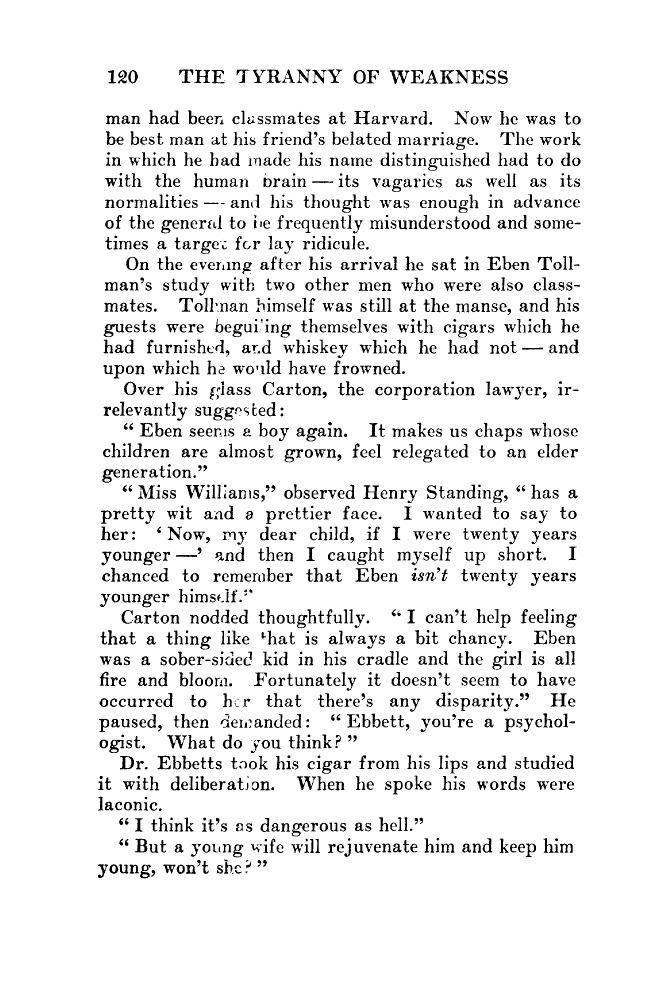 120 THE TYRANNY OF WEAKNESS
man had been classmates at Harvard. Now he was to
be best man at his friend's belated marriage. The work
in which he had made his name distinguished had to do
with the human brain — its vagaries as well as its
normalities — and his thought was enough in advance
of the general to be frequently misunderstood and some-
times a target for lay ridicule.
On the evening after his arrival he sat in Eben Toll-
man's study with two other men who were also class-
mates. Tollman himself was still at the manse, and his
guests were beguiling themselves with cigars which he
had furnished, and whiskey which he had not — and
upon which he would have frowned.
Over his glass Carton, the corporation lawyer, ir-
relevantly suggested:
“ Eben seems a boy again. It makes us chaps whose
children are almost grown, feel relegated to an elder
generation.”
“ Miss Williams,” observed Henry Standing, “ has a
pretty wit and a prettier face. I wanted to say to
her: ‘ Now, my dear child, if I were twenty years
younger —’ and then I caught myself up short. I
chanced to remember that Eben isn't twenty years
younger himself.”
Carton nodded thoughtfully. “ I can't help feeling
that a thing like that is always a bit chancy. Eben
was a sober-sided kid in his cradle and the girl is all
fire and bloom. Fortunately it doesn't seem to have
occurred to her that there's any disparity.” He
paused, then demanded: “ Ebbett, you're a psychol-
ogist. What do you think? ”
Dr. Ebbetts took his cigar from his lips and studied
it with deliberation. When he spoke his words were
laconic.
“ I think it's as dangerous as hell.”
“ But a young wife will rejuvenate him and keep him
young, won't she? ”